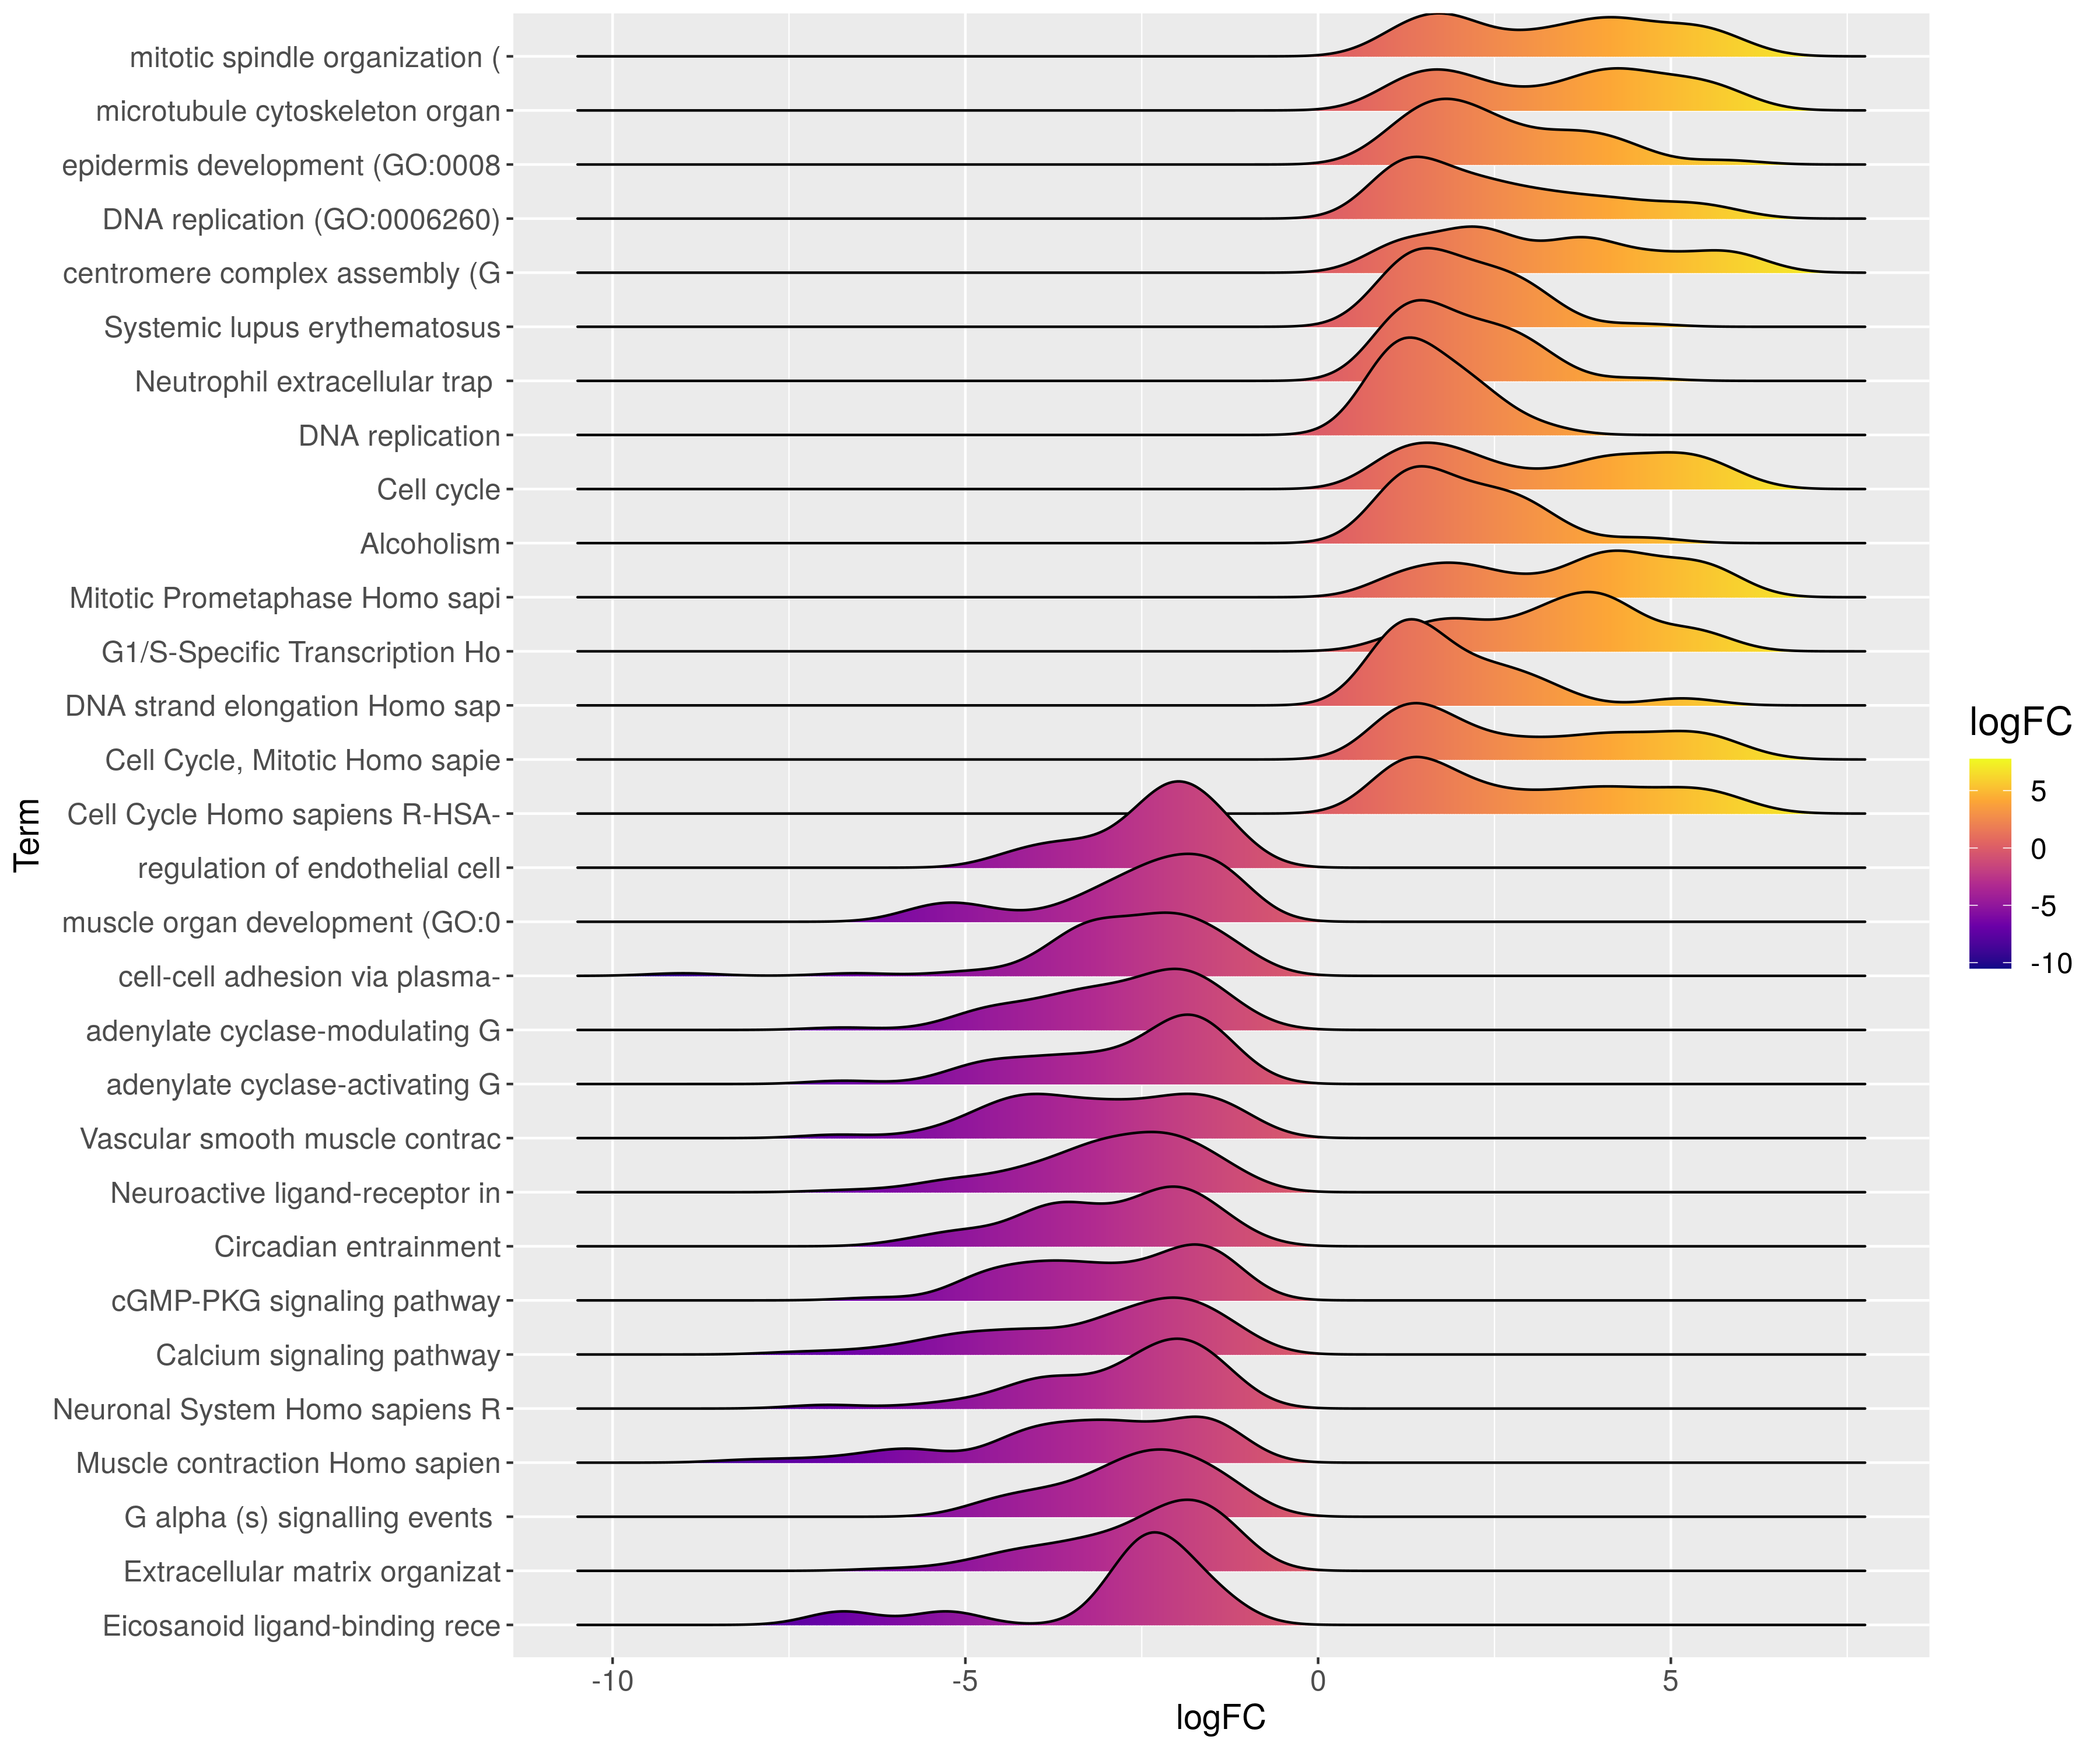 mitotic spindle organization (
microtubule cytoskeleton organ
epidermis development (GO:0008
DNA replication (GO:0006260)
centromere complex assembly (G
Systemic lupus erythematosus
Neutrophil extracellular trap
DNA replication
Cell cycle
Alcoholism
Mitotic Prometaphase Homo sapi
G1/S-Specific Transcription Ho
DNA strand elongation Homo sap
Cell Cycle, Mitotic Homo sapie
Cell Cycle Homo sapiens R-HSA-
regulation of endothelial cell
muscle organ development (GO:0
cell-cell adhesion via plasma-
adenylate cyclase-modulating G
adenylate cyclase-activating G
Vascular smooth muscle contrac
Neuroactive ligand-receptor in
Circadian entrainment
cGMP-PKG signaling pathway
Calcium signaling pathway
Neuronal System Homo sapiens R
Muscle contraction Homo sapien
G alpha (s) signalling events
Extracellular matrix organizat
Eicosanoid ligand-binding rece
Term
-10
-5
0
5
logFC
logFC
5
0
-5
-10